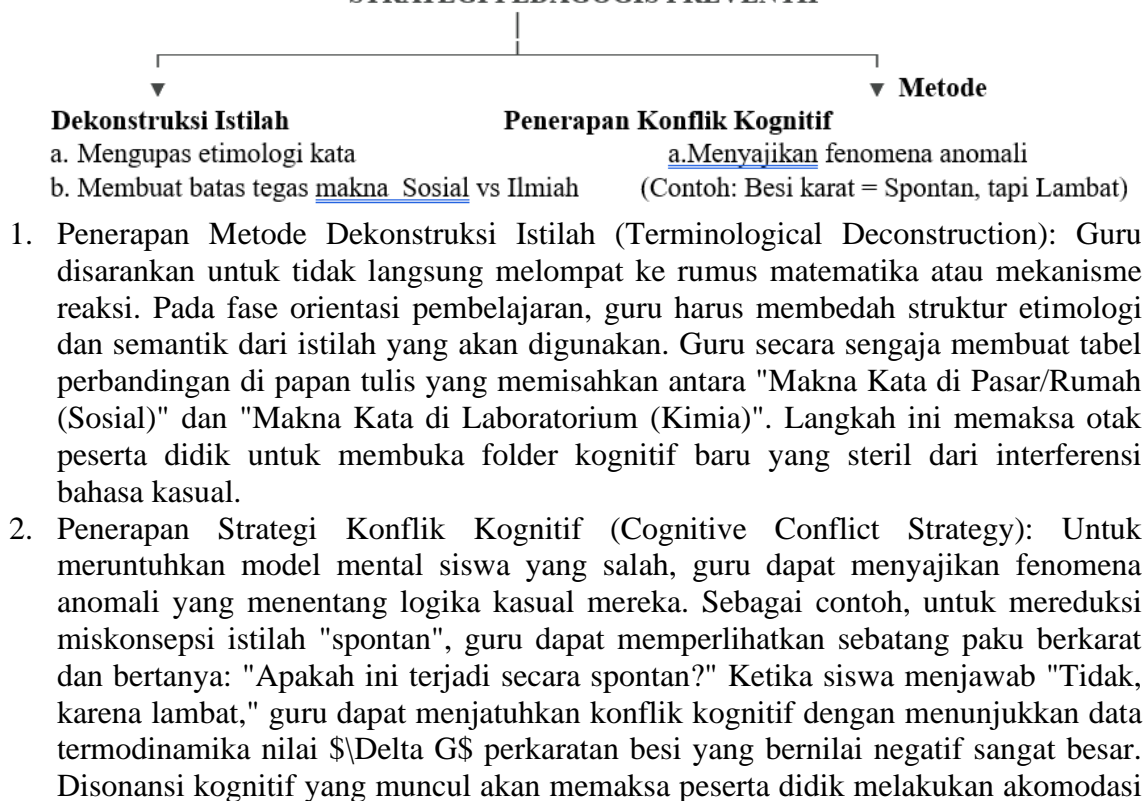 STRATEGI PEDAGOGIS PREVENTIF
▼ Metode
Dekonstruksi Istilah Penerapan Konflik Kognitif
a. Mengupas etimologi kata a.Menyajikan fenomena anomali
b. Membuat batas tegas makna Sosial vs Ilmiah (Contoh: Besi karat = Spontan, tapi Lambat)
1. Penerapan Metode Dekonstruksi Istilah (Terminological Deconstruction): Guru
disarankan untuk tidak langsung melompat ke rumus matematika atau mekanisme
reaksi. Pada fase orientasi pembelajaran, guru harus membedah struktur etimologi
dan semantik dari istilah yang akan digunakan. Guru secara sengaja membuat tabel
perbandingan di papan tulis yang memisahkan antara "Makna Kata di Pasar/Rumah
(Sosial)" dan "Makna Kata di Laboratorium (Kimia)". Langkah ini memaksa otak
peserta didik untuk membuka folder kognitif baru yang steril dari interferensi
bahasa kasual.
2. Penerapan Strategi Konflik Kognitif (Cognitive Conflict Strategy): Untuk
meruntuhkan model mental siswa yang salah, guru dapat menyajikan fenomena
anomali yang menentang logika kasual mereka. Sebagai contoh, untuk mereduksi
miskonsepsi istilah "spontan", guru dapat memperlihatkan sebatang paku berkarat
dan bertanya: "Apakah ini terjadi secara spontan?" Ketika siswa menjawab "Tidak,
karena lambat," guru dapat menjatuhkan konflik kognitif dengan menunjukkan data
termodinamika nilai $\Delta G$ perkaratan besi yang bernilai negatif sangat besar.
Disonansi kognitif yang muncul akan memaksa peserta didik melakukan akomodasi